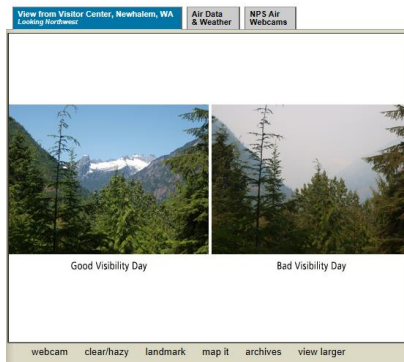 View from Visitor Center, Newhalem, WA
Looking Northwest
Air Data
& Weather
NPS Air
Webcams
Good Visibility Day
Bad Visibility Day
webcam clear/hazy landmark map it archives view larger